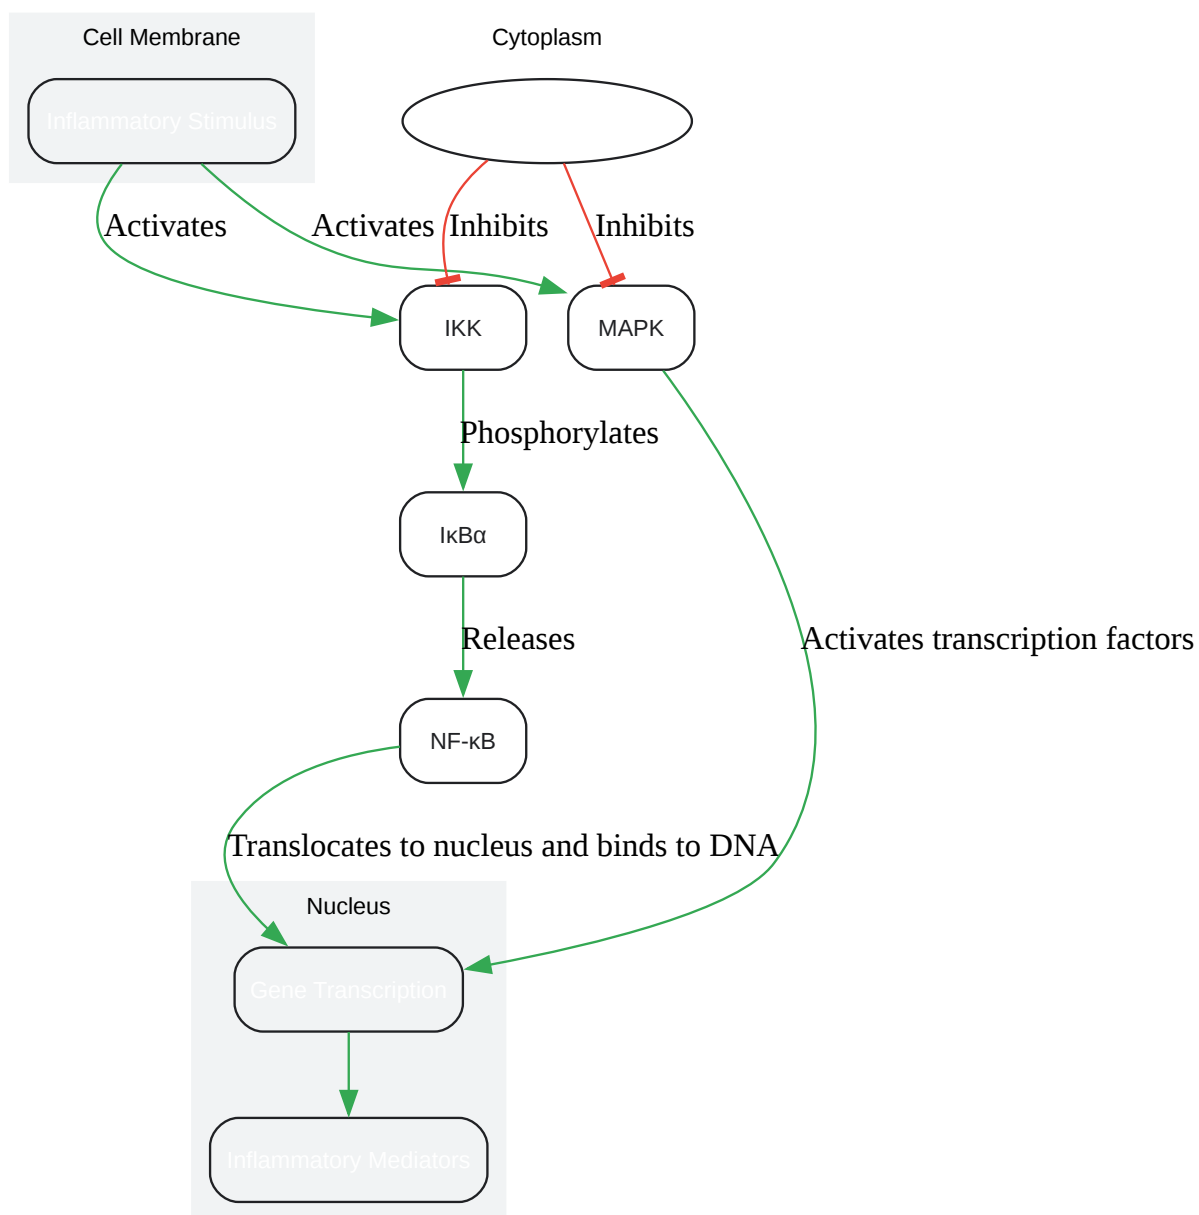 Cell Membrane
Cytoplasm
Inflammatory Stimulus
Activates
Activates
Inhibits
Inhibits
IKK
MAPK
Phosphorylates
IκBα
Releases
Activates transcription factors
NF-κB
Translocates to nucleus and binds to DNA
Nucleus
Gene Transcription
Inflammatory Mediators